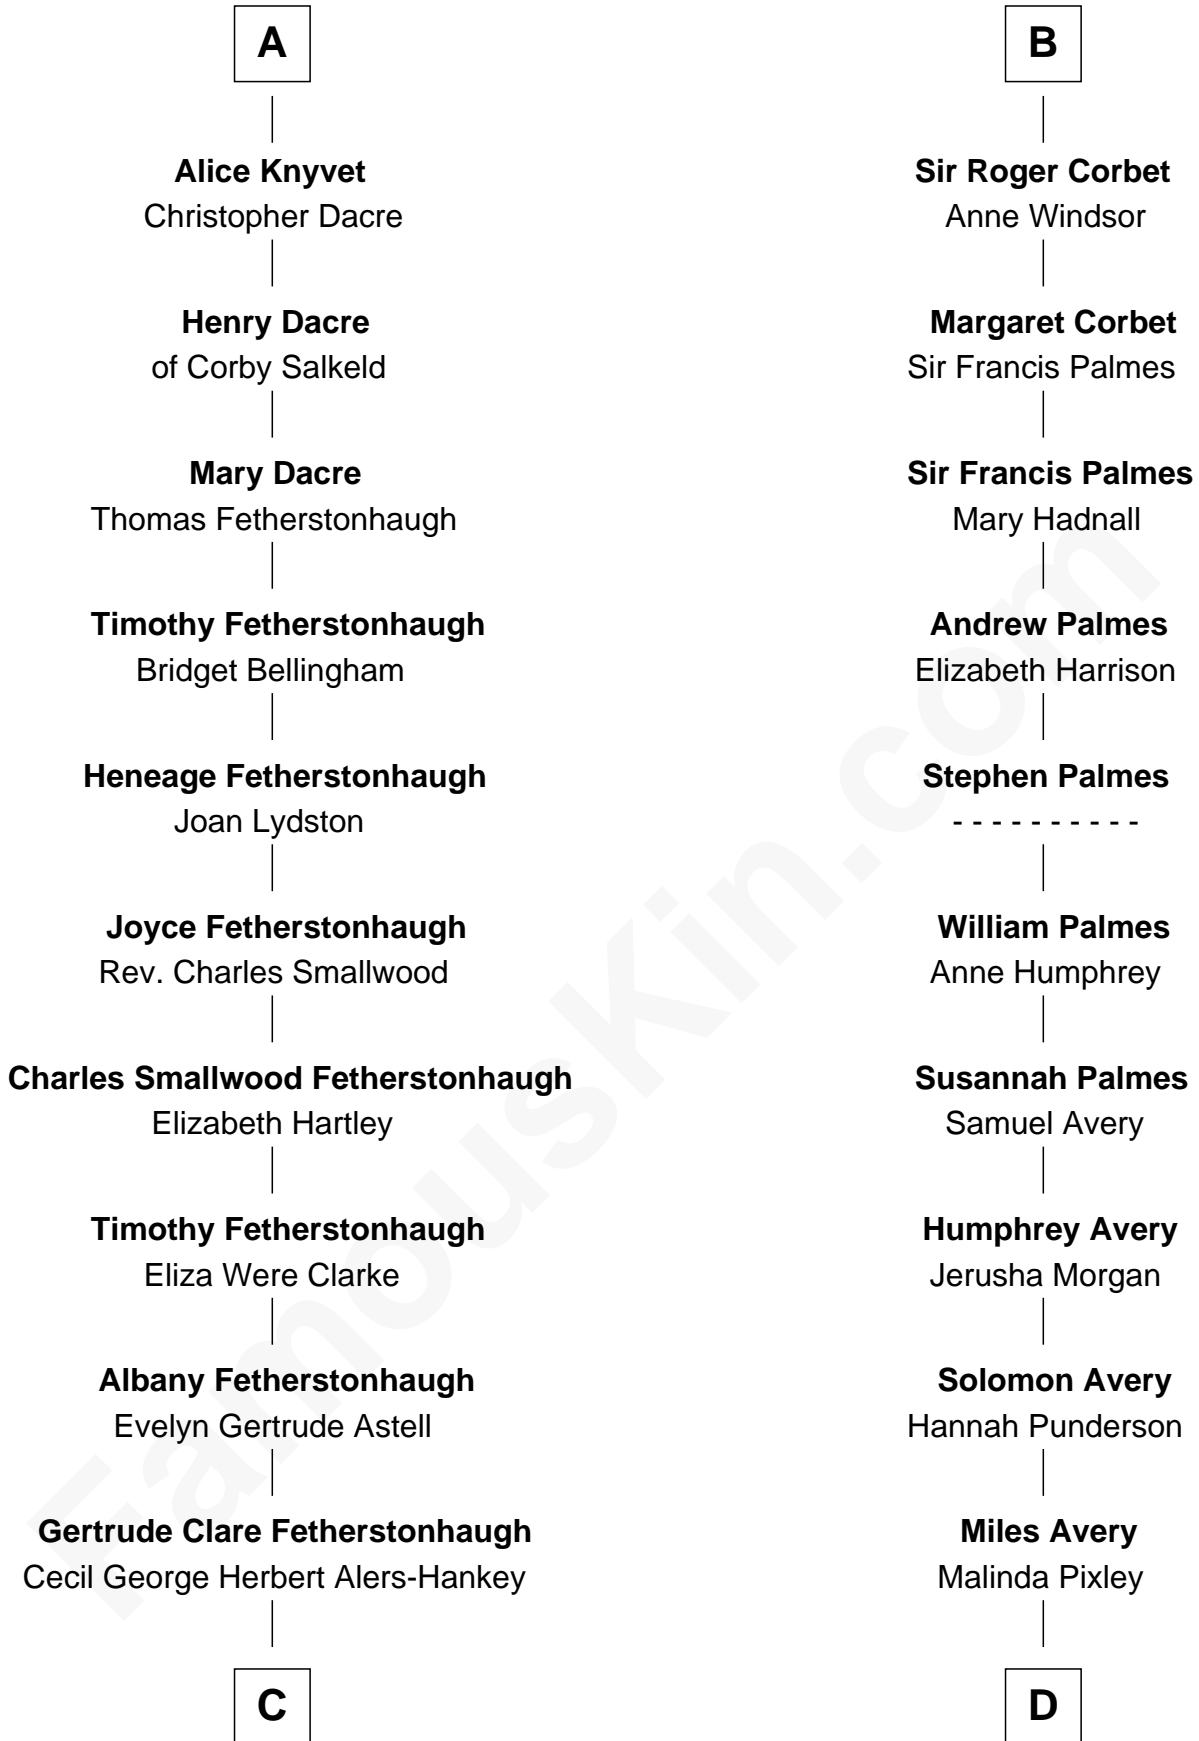 A
Alice Knyvet
Christopher Dacre
Henry Dacre
of Corby Salkeld
Mary Dacre
Thomas Fetherstonhaugh
Timothy Fetherstonhaugh
Bridget Bellingham
Heneage Fetherstonhaugh
Joan Lydston
Joyce Fetherstonhaugh
Rev. Charles Smallwood
Charles Smallwood Fetherstonhaugh
Elizabeth Hartley
Timothy Fetherstonhaugh
Eliza Were Clarke
Albany Fetherstonhaugh
Evelyn Gertrude Astell
Gertrude Clare Fetherstonhaugh
Cecil George Herbert Alers-Hankey
C
B
Sir Roger Corbet
Anne Windsor
Margaret Corbet
Sir Francis Palmes
Sir Francis Palmes
Mary Hadnall
Andrew Palmes
Elizabeth Harrison
Stephen Palmes
- - - - - - - - - -
William Palmes
Anne Humphrey
Susannah Palmes
Samuel Avery
Humphrey Avery
Jerusha Morgan
Solomon Avery
Hannah Punderson
Miles Avery
Malinda Pixley
D
FamousKin.com